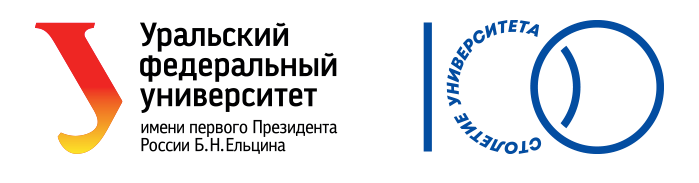 Уральский
федеральный
университет
имени первого Президента
России Б.Н.Ельцина
СТОЛЕТИЕ УНИВЕРСИТЕТА